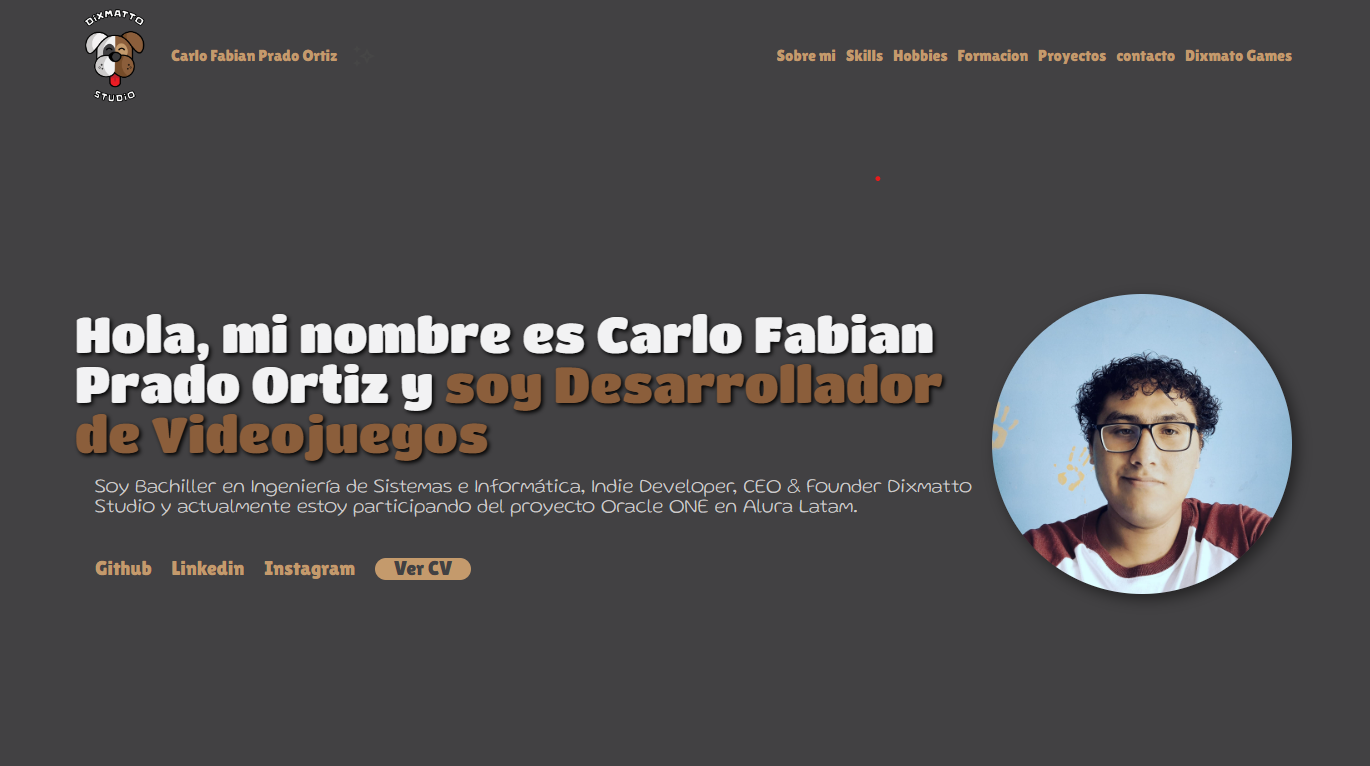 DiXMATTO
STUDiO
Carlo Fabian Prado Ortiz
Sobre mi Skills Hobbies Formacion Proyectos contacto Dixmato Games
Hola, mi nombre es Carlo Fabian
Prado Ortiz y soy Desarrollador
de Videojuegos
Soy Bachiller en Ingeniería de Sistemas e Informática, Indie Developer, CEO & Founder Dixmatto
Studio y actualmente estoy participando del proyecto Oracle ONE en Alura Latam.
Github Linkedin Instagram Ver CV